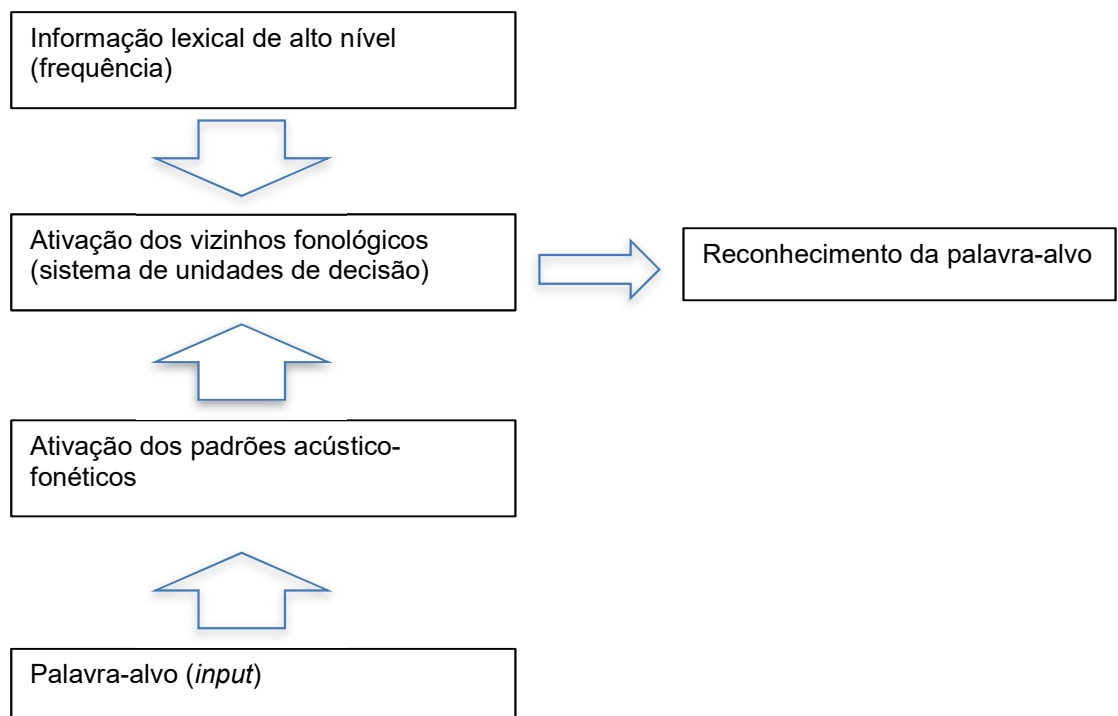 Informação lexical de alto nível
(frequência)
Ativação dos vizinhos fonológicos
(sistema de unidades de decisão)
Reconhecimento da palavra-alvo
Ativação dos padrões acústico-
fonéticos
Palavra-alvo (input)